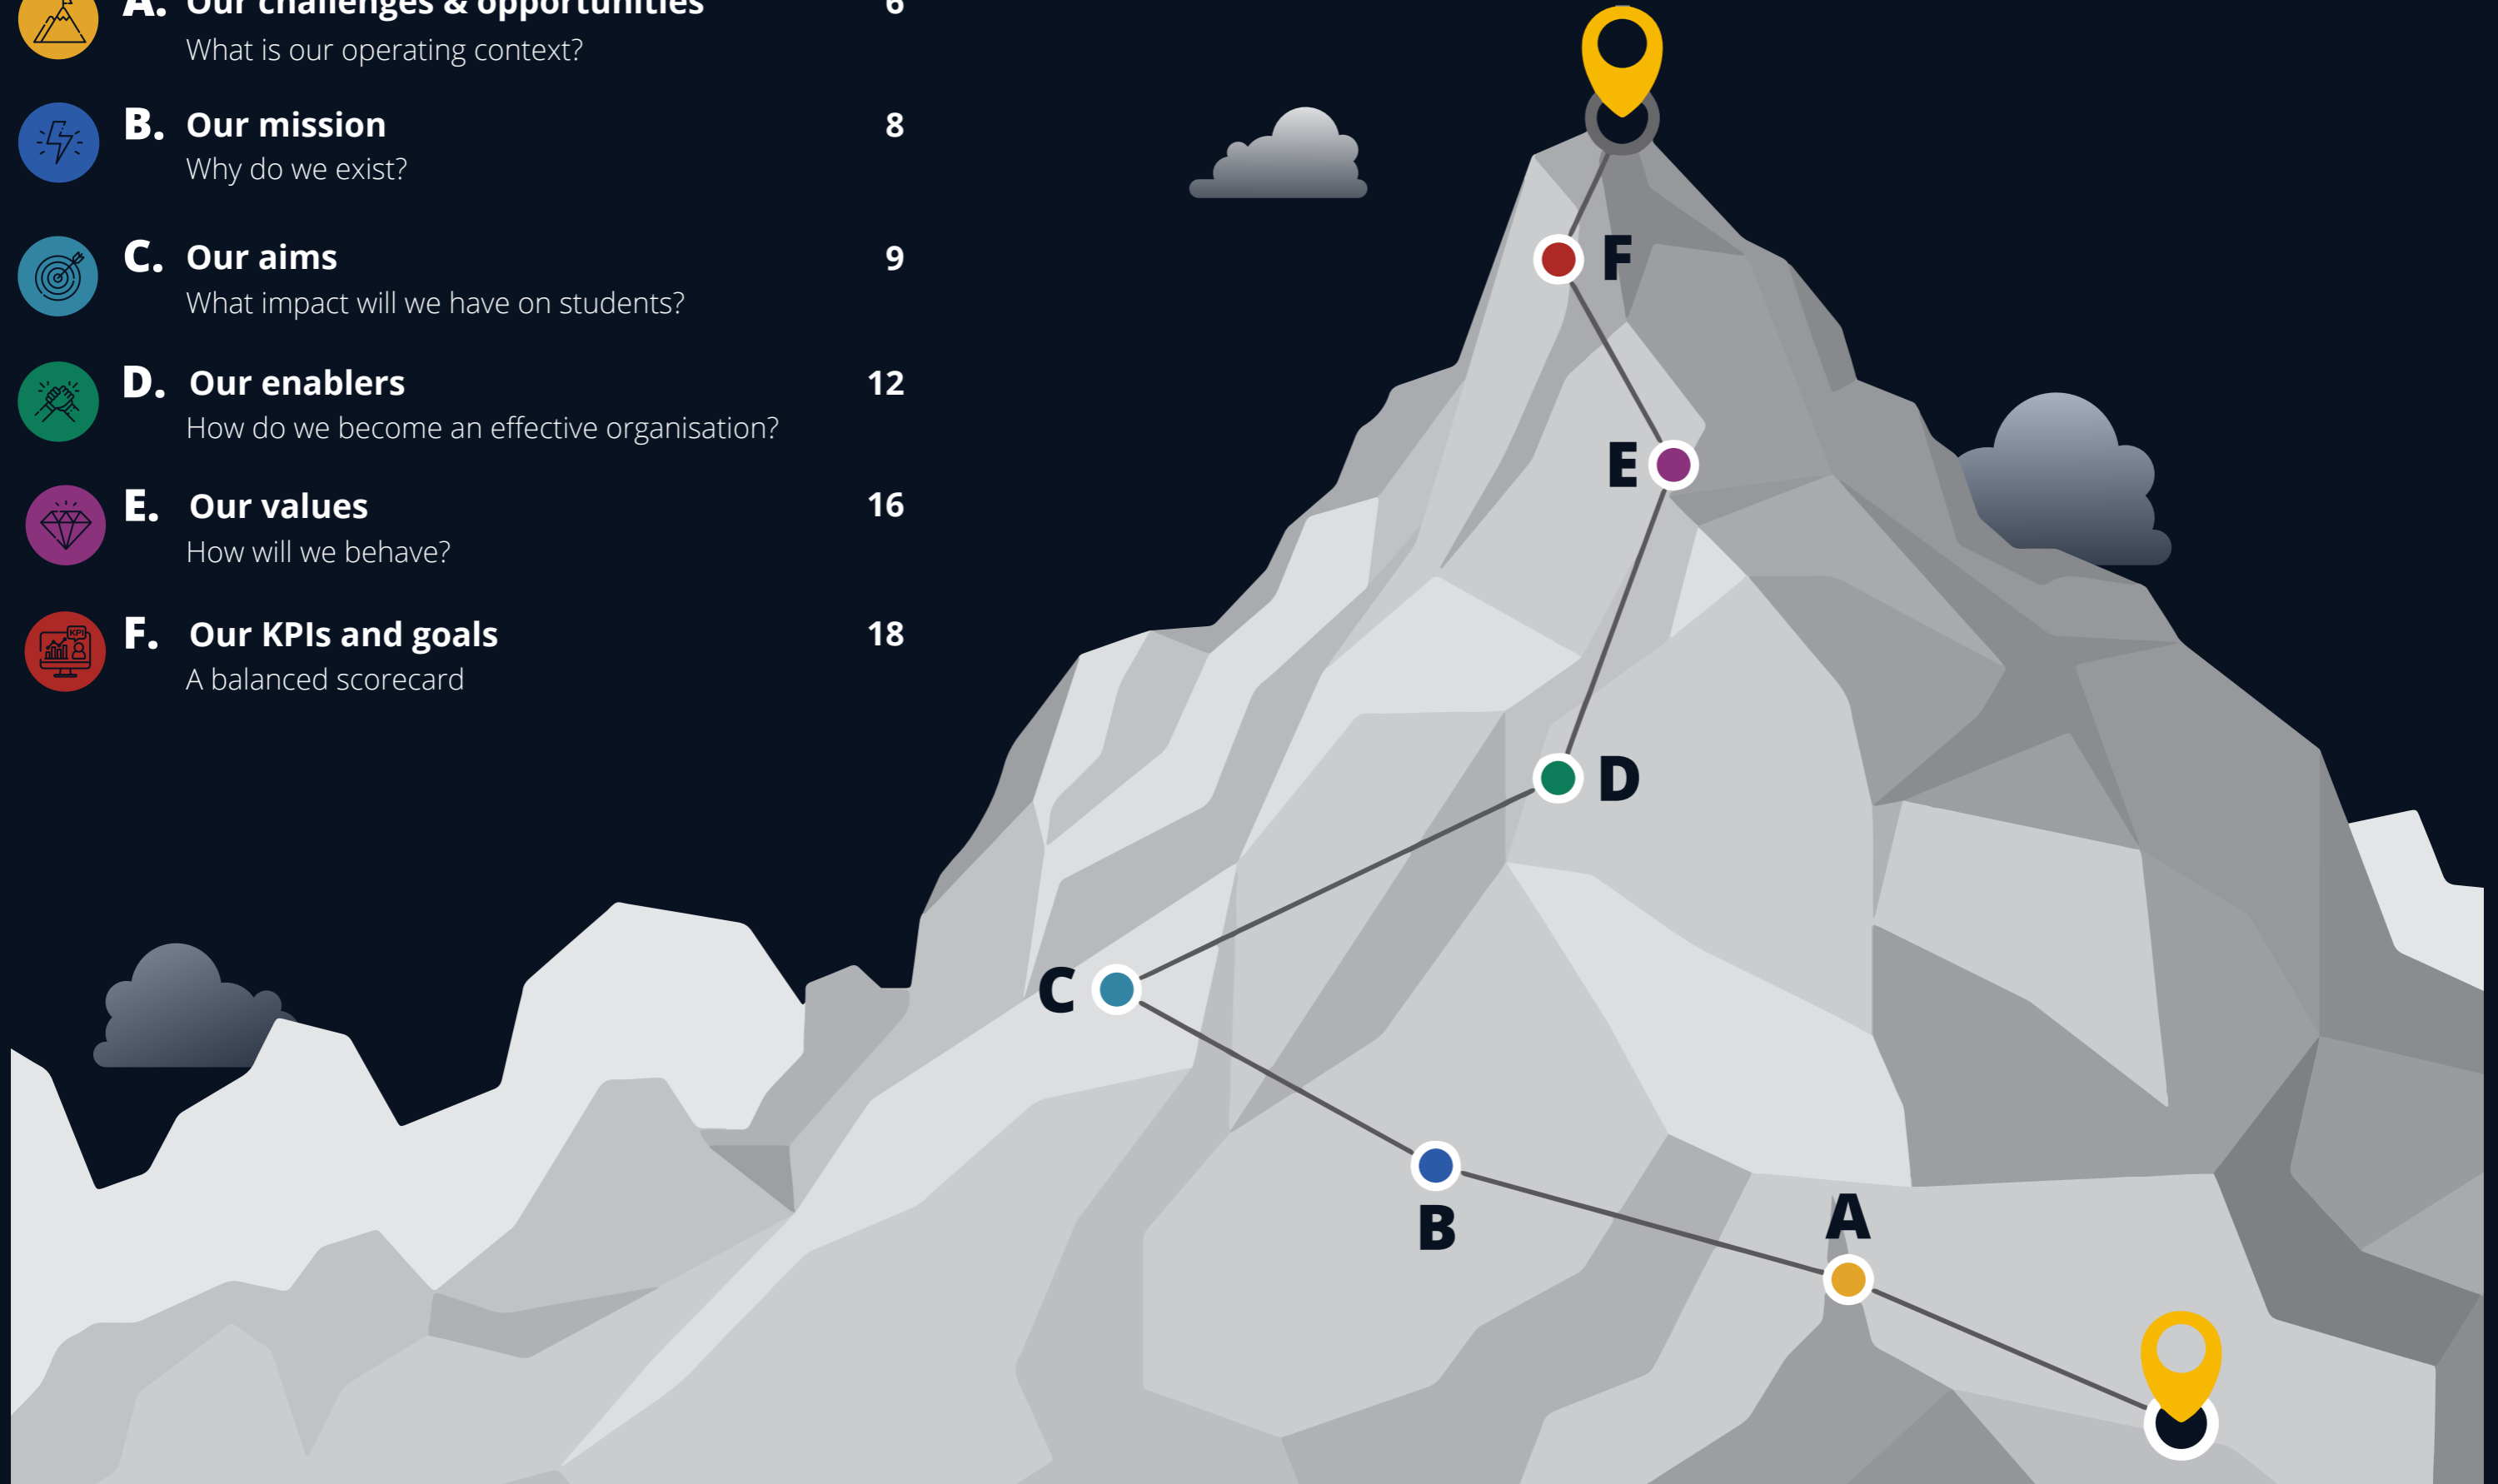 A. Our challenges & opportunities 6
What is our operating context?
B. Our mission 8
Why do we exist?
C. Our aims 9
What impact will we have on students?
D. Our enablers 12
How do we become an effective organisation?
E. Our values 16
How will we behave?
KPI
F. Our KPIs and goals 18
A balanced scorecard
F
E
D
C
B
A